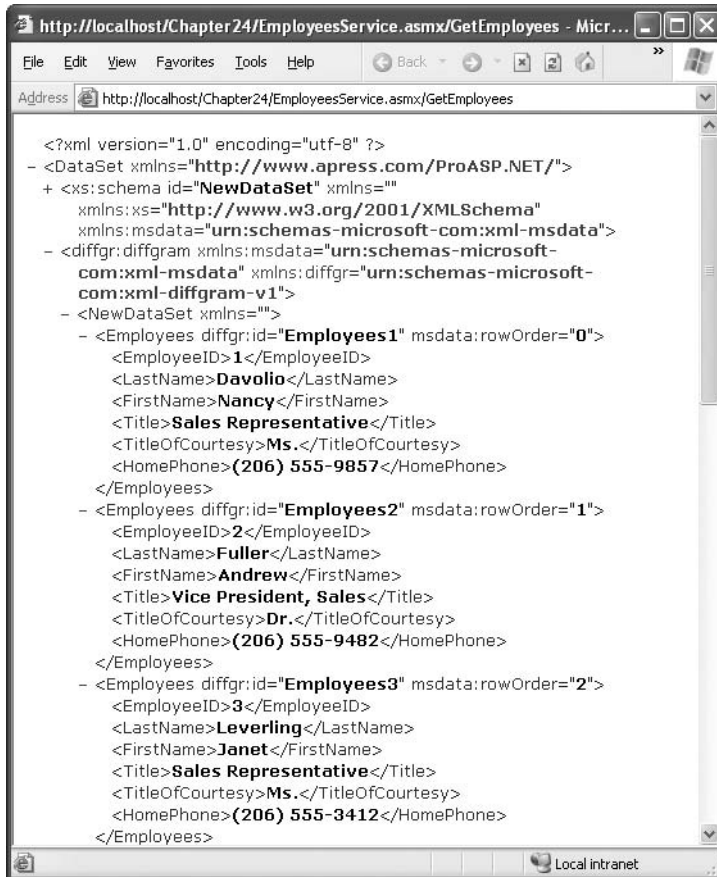 http://localhost/Chapter24/EmployeesService.asmx/GetEmployees - Micr...
File Edit View Favorites Tools Help Back »
Address http://localhost/Chapter24/EmployeesService.asmx/GetEmployees
<?xml version="1.0" encoding="utf-8" ?>
- <DataSet xmlns="http://www.apress.com/ProASP.NET/">
+ <xs:schema id="NewDataSet" xmlns=""
xmlns:xs="http://www.w3.org/2001/XMLSchema"
xmlns:msdata="urn:schemas-microsoft-com:xml-msdata">
- <diffgr:diffgram xmlns:msdata="urn:schemas-microsoft-
com:xml-msdata" xmlns:diffgr="urn:schemas-microsoft-
com:xml-diffgram-v1">
- <NewDataSet xmlns="">
- <Employees diffgr:id="Employees1" msdata:rowOrder="0">
<EmployeeID>1</EmployeeID>
<LastName>Davolio</LastName>
<FirstName>Nancy</FirstName>
<Title>Sales Representative</Title>
<TitleOfCourtesy>Ms.</TitleOfCourtesy>
<HomePhone>(206) 555-9857</HomePhone>
</Employees>
- <Employees diffgr:id="Employees2" msdata:rowOrder="1">
<EmployeeID>2</EmployeeID>
<LastName>Fuller</LastName>
<FirstName>Andrew</FirstName>
<Title>Vice President, Sales</Title>
<TitleOfCourtesy>Dr.</TitleOfCourtesy>
<HomePhone>(206) 555-9482</HomePhone>
</Employees>
- <Employees diffgr:id="Employees3" msdata:rowOrder="2">
<EmployeeID>3</EmployeeID>
<LastName>Leverling</LastName>
<FirstName>Janet</FirstName>
<Title>Sales Representative</Title>
<TitleOfCourtesy>Ms.</TitleOfCourtesy>
<HomePhone>(206) 555-3412</HomePhone>
</Employees>
Local intranet